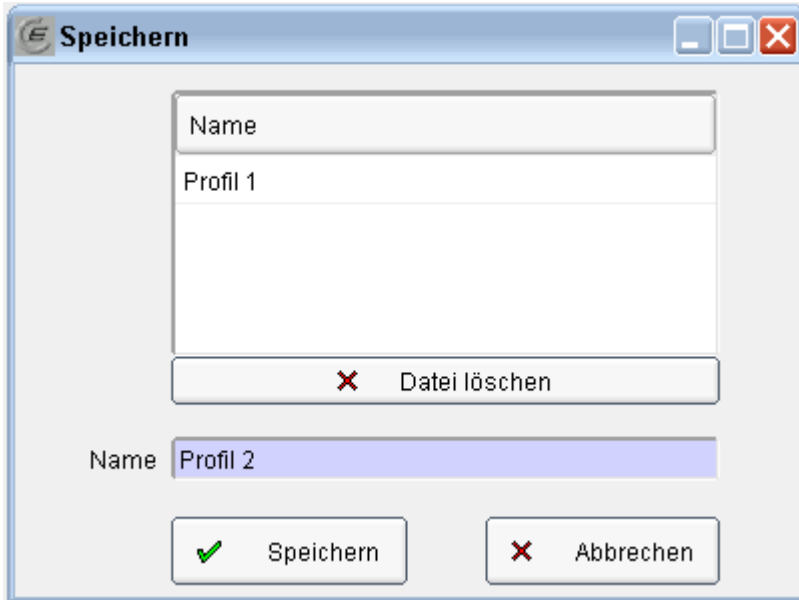 Speichern
Name
Profil 1
Datei löschen
Name Profil 2
Speichern Abbrechen